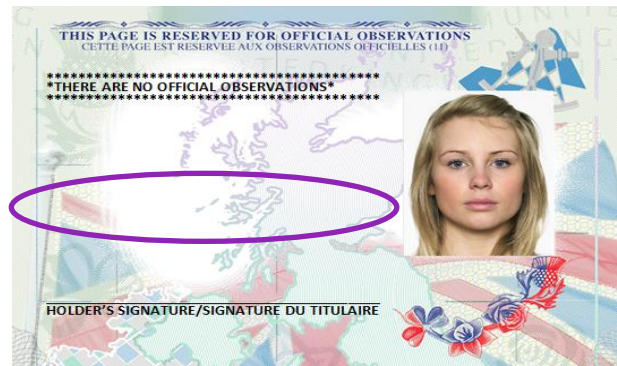 THIS PAGE IS RESERVED FOR OFFICIAL OBSERVATIONS
CETTE PAGE EST RESERVEE AUX OBSERVATIONS OFFICIELLES (11)
******************************************
*THERE ARE NO OFFICIAL OBSERVATIONS*
******************************************
HOLDER'S SIGNATURE/SIGNATURE DU TITULAIRE